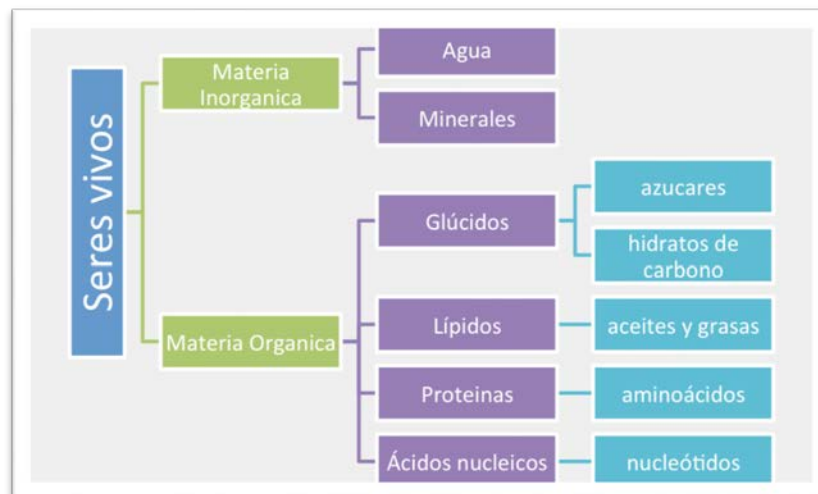 Seres vivos
Materia
Inorganica
Agua
Minerales
Materia Organica
Glúcidos
azucares
hidratos de
carbono
Lípidos
aceites y grasas
Proteinas
aminoácidos
Ácidos nucleicos
nucleótidos